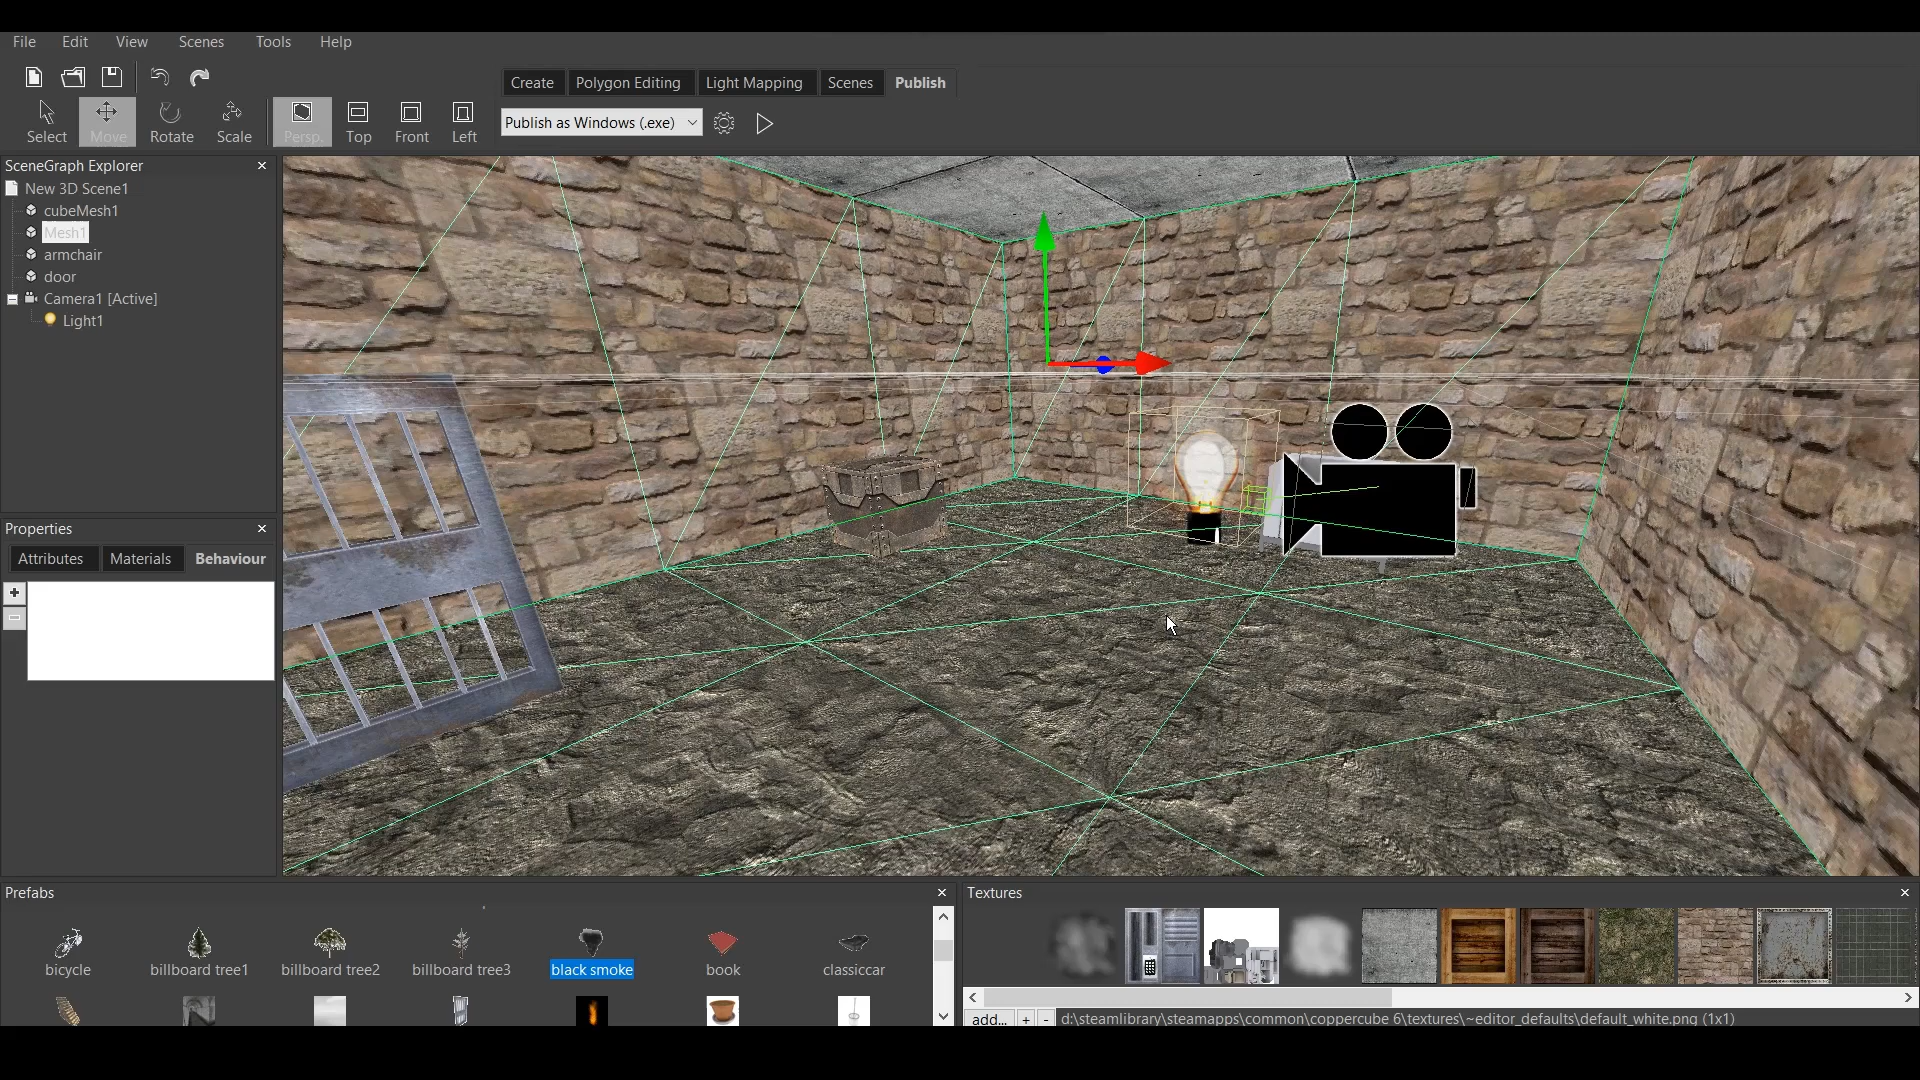 File Edit View Scenes Tools Help
Create Polygon Editing Light Mapping Scenes Publish
Select Move Rotate Scale Persp. Top Front Left
Publish as Windows (.exe)
SceneGraph Explorer
New 3D Scene1
cubeMesh1
Mesh1
armchair
door
Camera1 [Active]
Light1
Properties
Attributes Materials Behaviour
Prefabs
bicycle billboard tree1 billboard tree2 billboard tree3 black smoke book classiccar
Textures
add... + - d:\steamlibrary\steamapps\common\coppercube 6\textures\~editor_defaults\default_white.png (1x1)